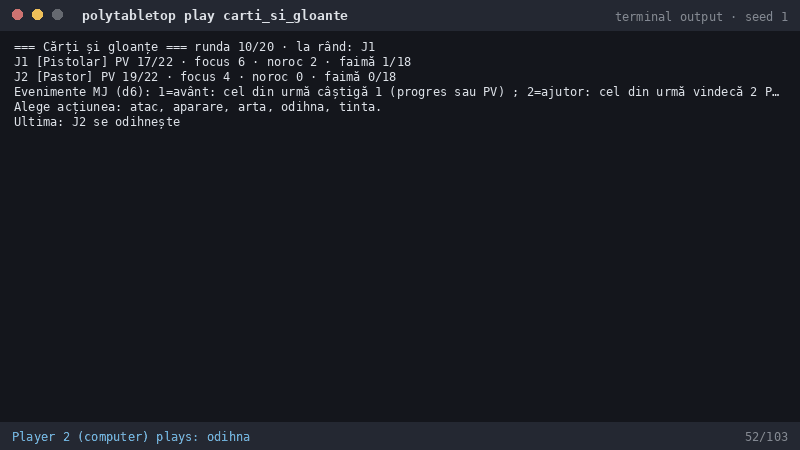 polytabletop play carti_si_gloante
terminal output · seed 1
=== Cărți și gloanțe === runda 10/20 · la rând: J1
J1 [Pistolar] PV 17/22 · focus 6 · noroc 2 · faimă 1/18
J2 [Pastor] PV 19/22 · focus 4 · noroc 0 · faimă 0/18
Evenimente MJ (d6): 1=avânt: cel din urmă câștigă 1 (progres sau PV) ; 2=ajutor: cel din urmă vindecă 2 P…
Alege acțiunea: atac, aparare, arta, odihna, tinta.
Ultima: J2 se odihnește
Player 2 (computer) plays: odihna
52/103